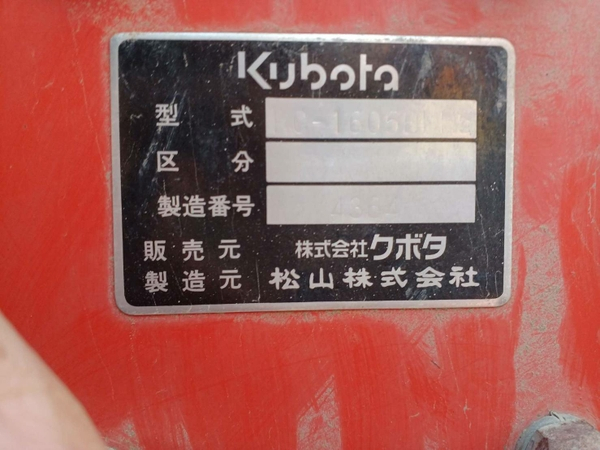 Kubota
型式
区分
製造番号
販売元 株式会社クボタ
製造元 松山株式会社